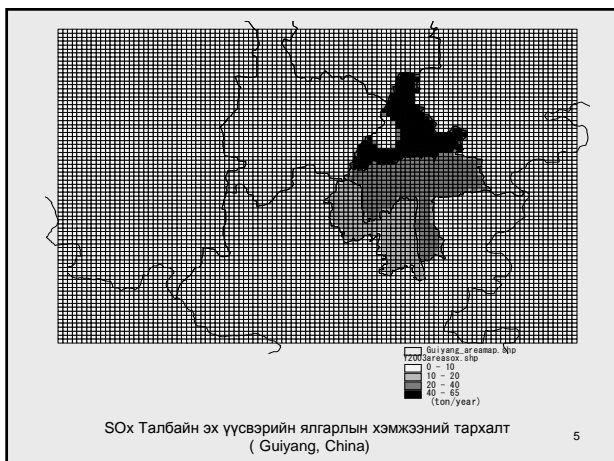 Guiyang_areamap.shp
Y2003areasox.shp
0 - 10
10 - 20
20 - 40
40 - 65
(ton/year)
SOx Талбайн эх үүсвэрийн ялгарлын хэмжээний тархалт
( Guiyang, China)
5